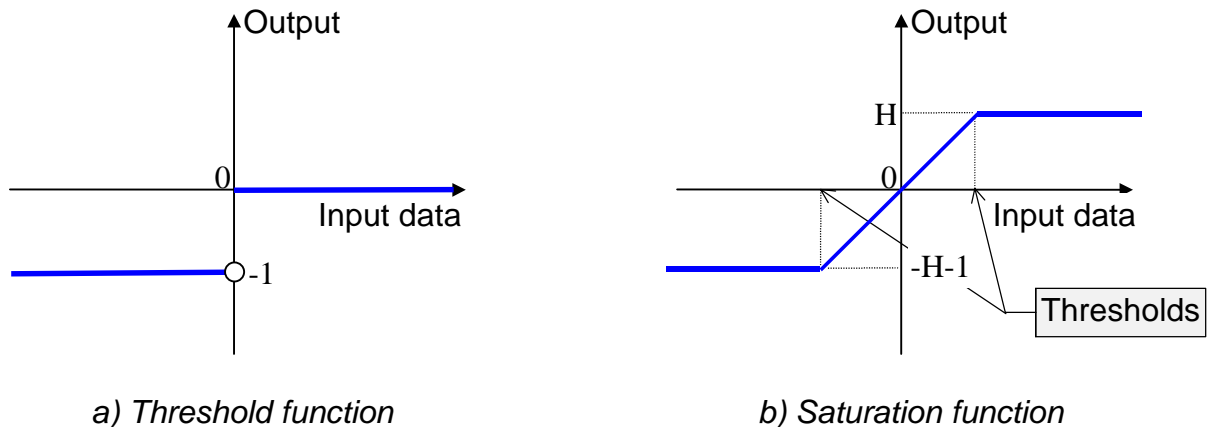 Output
0
Input data
-1
a) Threshold function
Output
H
0
Input data
-H-1
Thresholds
b) Saturation function